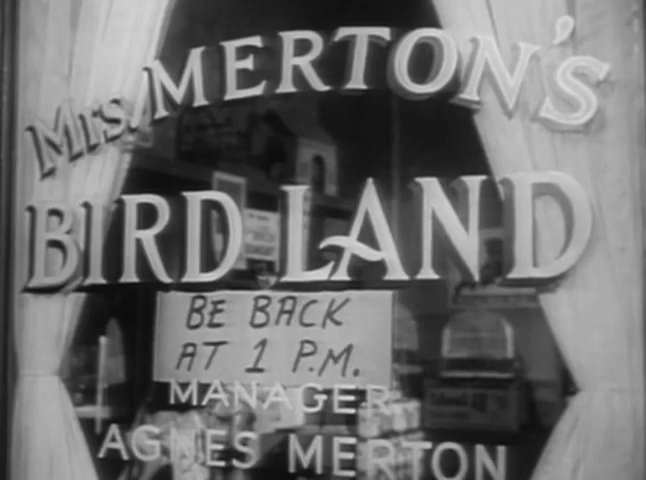 Mrs. MERTON'S
BIRD LAND
BE BACK
AT 1 P.M.
MANAGER
AGNES MERTON